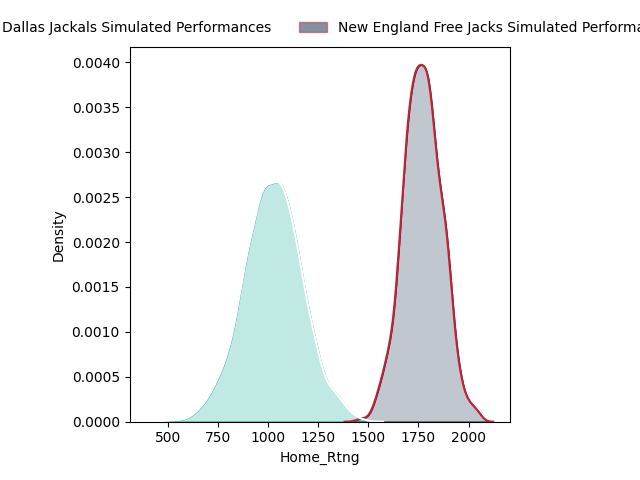 Dallas Jackals Simulated Performances
New England Free Jacks Simulated Performa
0.0040
0.0035
0.0030
0.0025
0.0020
0.0015
0.0010
0.0005
0.0000
Density
500 750 1000 1250 1500 1750 2000
Home_Rtng